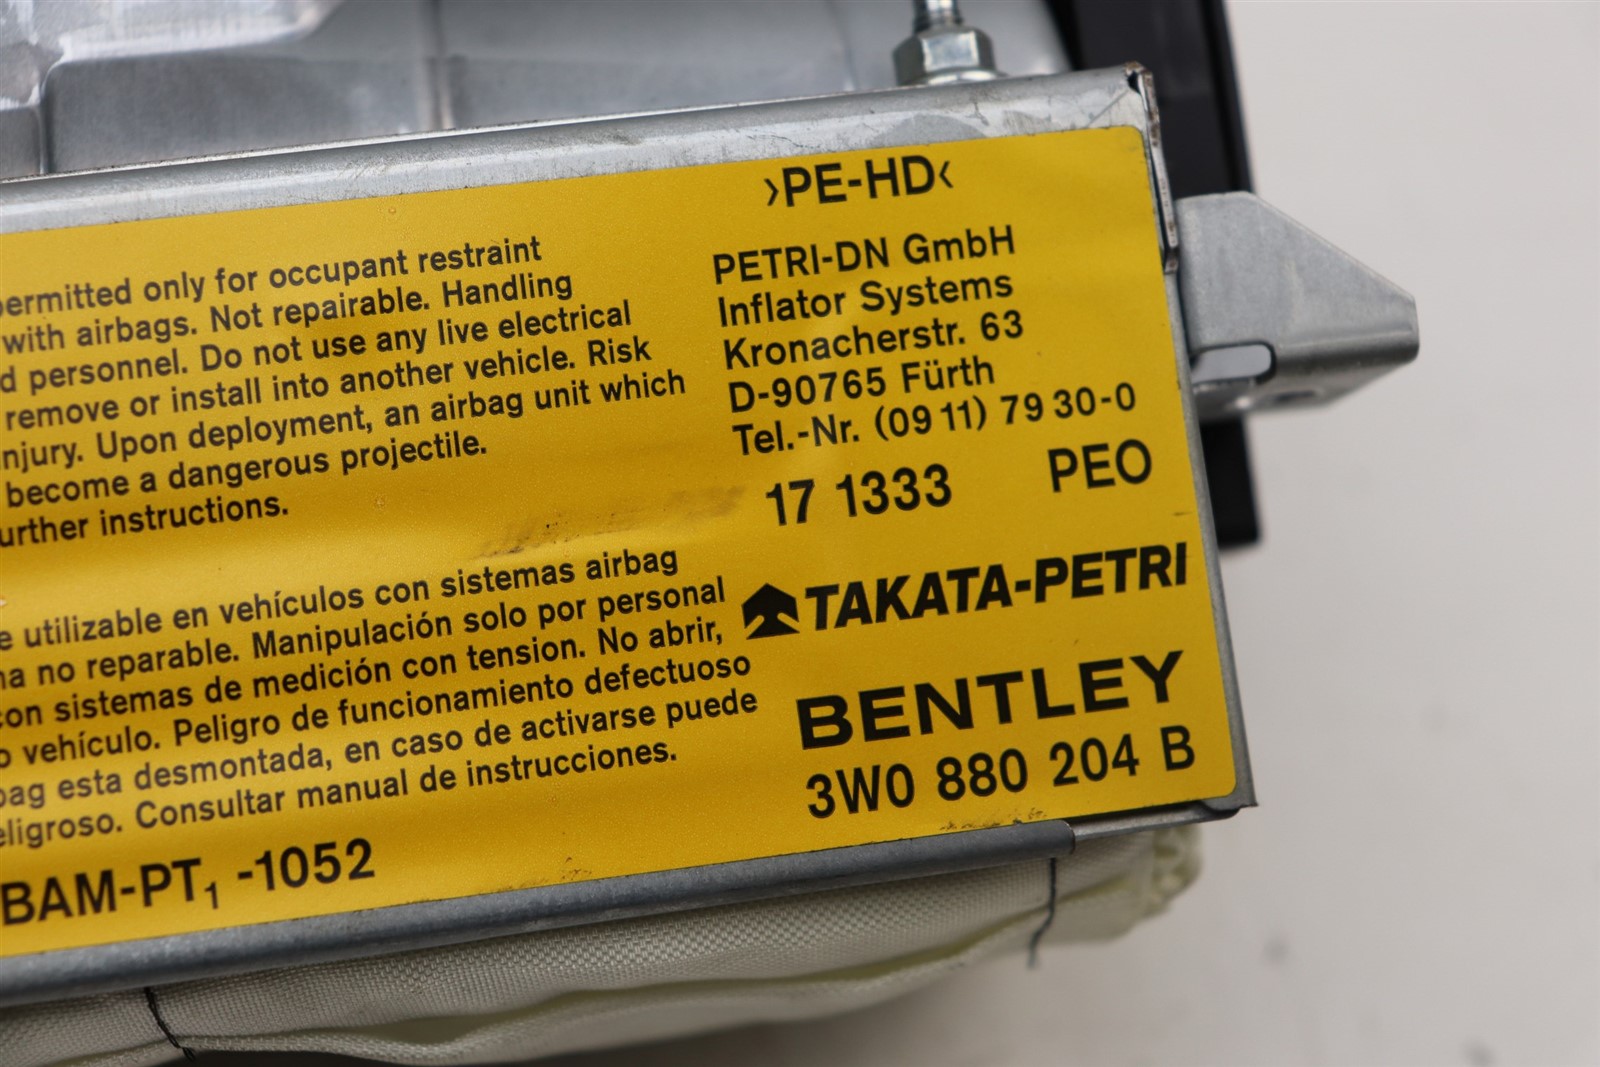 permitted only for occupant restraint
with airbags. Not repairable. Handling
d personnel. Do not use any live electrical
remove or install into another vehicle. Risk
njury. Upon deployment, an airbag unit which
become a dangerous projectile.
urther instructions.
e utilizable en vehículos con sistemas airbag
na no reparable. Manipulación solo por personal
con sistemas de medición con tension. No abrir,
o vehículo. Peligro de funcionamiento defectuoso
bag esta desmontada, en caso de activarse puede
eligroso. Consultar manual de instrucciones.
BAM-PT₁ -1052
>PE-HD<
PETRI-DN GmbH
Inflator Systems
Kronacherstr. 63
D-90765 Fürth
Tel.-Nr. (09 11) 79 30-0
17 1333 PEO
TAKATA-PETRI
BENTLEY
3W0 880 204 B